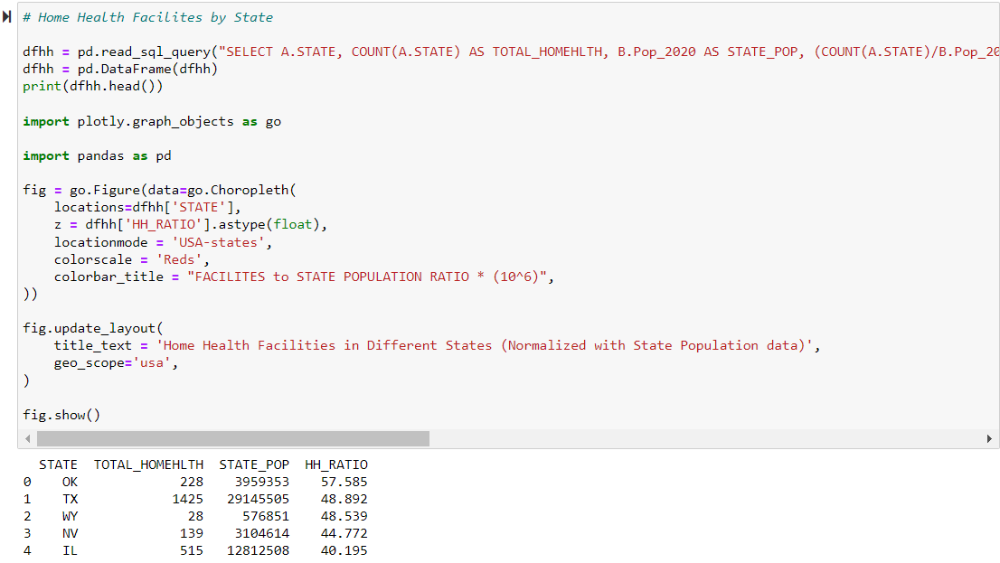 # Home Health Facilites by State
dfhh = pd.read_sql_query("SELECT A.STATE, COUNT(A.STATE) AS TOTAL_HOMEHLTH, B.Pop_2020 AS STATE_POP, (COUNT(A.STATE)/B.Pop_20
dfhh = pd.DataFrame(dfhh)
print(dfhh.head())
import plotly.graph_objects as go
import pandas as pd
fig = go.Figure(data=go.Choropleth(
    locations=dfhh['STATE'],
    z = dfhh['HH_RATIO'].astype(float),
    locationmode = 'USA-states',
    colorscale = 'Reds',
    colorbar_title = "FACILITES to STATE POPULATION RATIO * (10^6)",
))
fig.update_layout(
    title_text = 'Home Health Facilities in Different States (Normalized with State Population data)',
    geo_scope='usa',
)
fig.show()
  STATE  TOTAL_HOMEHLTH  STATE_POP  HH_RATIO
0    OK             228    3959353    57.585
1    TX            1425   29145505    48.892
2    WY              28     576851    48.539
3    NV             139    3104614    44.772
4    IL             515   12812508    40.195